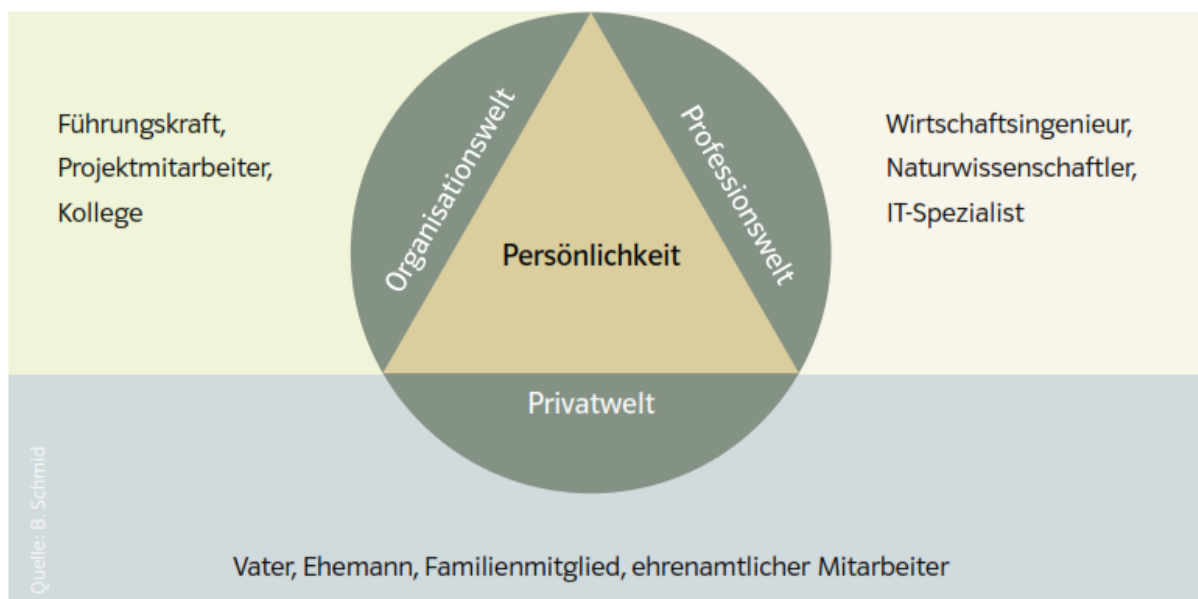 Führungskraft,
Projektmitarbeiter,
Kollege
Organisationswelt
Persönlichkeit
Professionswelt
Wirtschaftsingenieur,
Naturwissenschaftler,
IT-Spezialist
Privatwelt
Quelle: B. Schmid
Vater, Ehemann, Familienmitglied, ehrenamtlicher Mitarbeiter